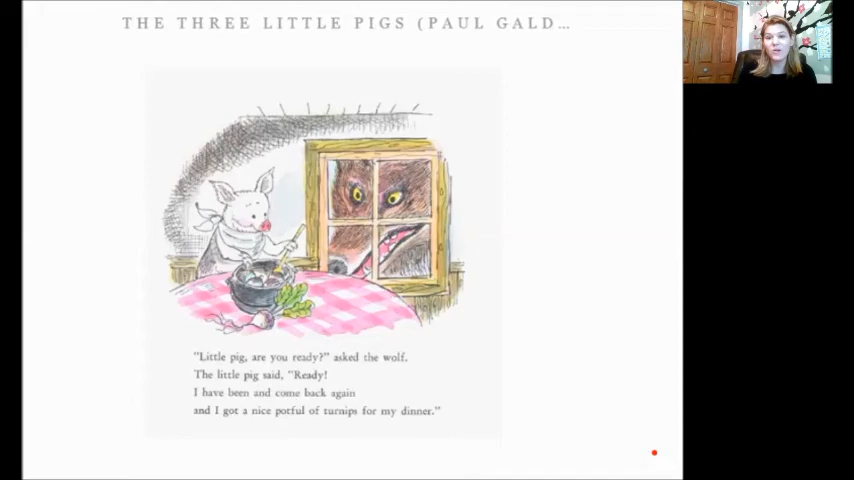 THE THREE LITTLE PIGS (PAUL GALD...
"Little pig, are you ready?" asked the wolf.
The little pig said, "Ready!
I have been and come back again
and I got a nice potful of turnips for my dinner."